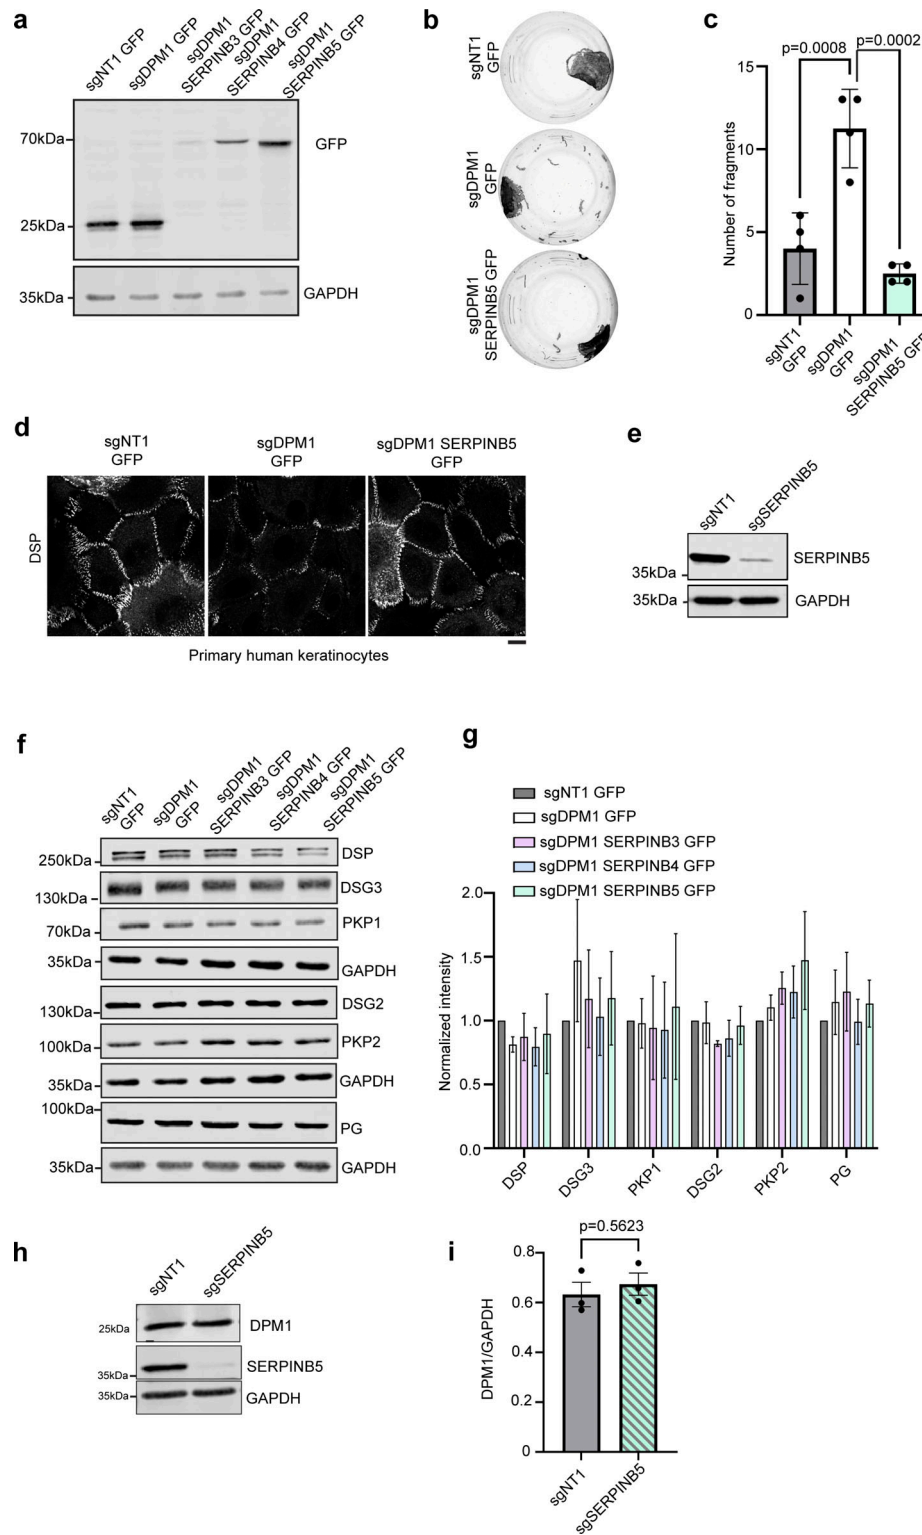 a
sgNT1 GFP
sgDPM1 GFP
sgDPM1
SERPINB3 GFP
sgDPM1
SERPINB4 GFP
sgDPM1
SERPINB5 GFP
70kDa
GFP
25kDa
35kDa
GAPDH
b
sgNT1
GFP
sgDPM1
GFP
sgDPM1
SERPINB5 GFP
c
p=0.0008
p=0.0002
15
10
5
0
Number of fragments
sgNT1
GFP
sgDPM1
GFP
sgDPM1
SERPINB5 GFP
d
sgNT1
GFP
sgDPM1
GFP
sgDPM1 SERPINB5
GFP
DSP
Primary human keratinocytes
e
sgNT1
sgSERPINB5
SERPINB5
35kDa
35kDa
GAPDH
f
sgNT1
GFP
sgDPM1
GFP
sgDPM1
SERPINB3 GFP
sgDPM1
SERPINB4 GFP
sgDPM1
SERPINB5 GFP
250kDa
DSP
130kDa
DSG3
70kDa
PKP1
35kDa
GAPDH
130kDa
DSG2
100kDa
PKP2
35kDa
GAPDH
100kDa
PG
35kDa
GAPDH
g
sgNT1 GFP
sgDPM1 GFP
sgDPM1 SERPINB3 GFP
sgDPM1 SERPINB4 GFP
sgDPM1 SERPINB5 GFP
2.0
1.5
1.0
0.5
0.0
Normalized intensity
DSP
DSG3
PKP1
DSG2
PKP2
PG
h
sgNT1
sgSERPINB5
25kDa
DPM1
35kDa
SERPINB5
35kDa
GAPDH
i
p=0.5623
0.8
0.6
0.4
0.2
0
DPM1/GAPDH
sgNT1
sgSERPINB5